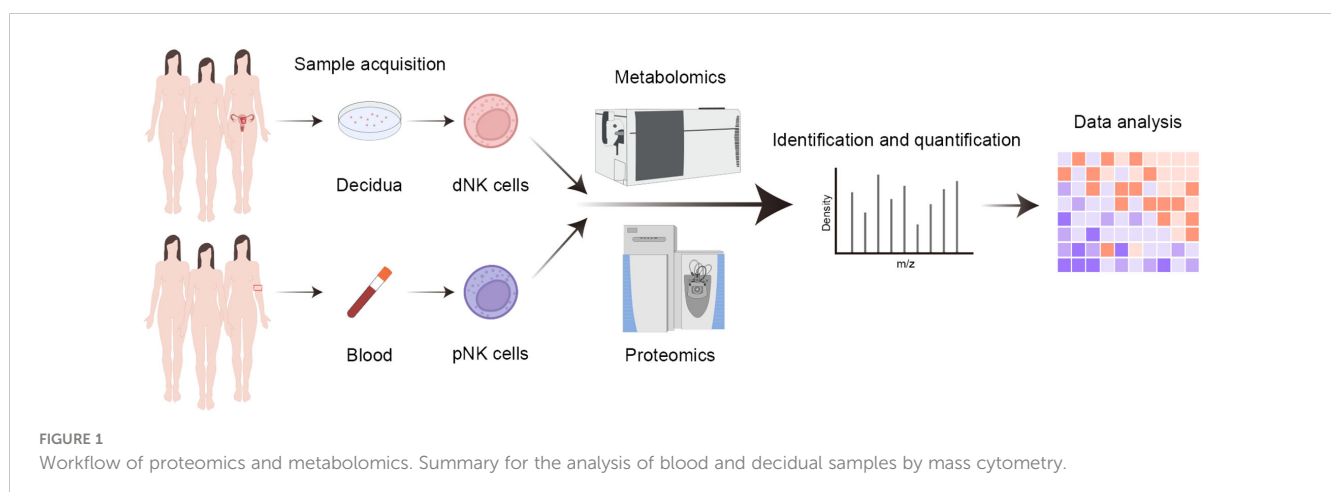 Sample acquisition
Decidua
dNK cells
Blood
pNK cells
Metabolomics
Proteomics
Identification and quantification
Density
m/z
Data analysis
FIGURE 1
Workflow of proteomics and metabolomics. Summary for the analysis of blood and decidual samples by mass cytometry.